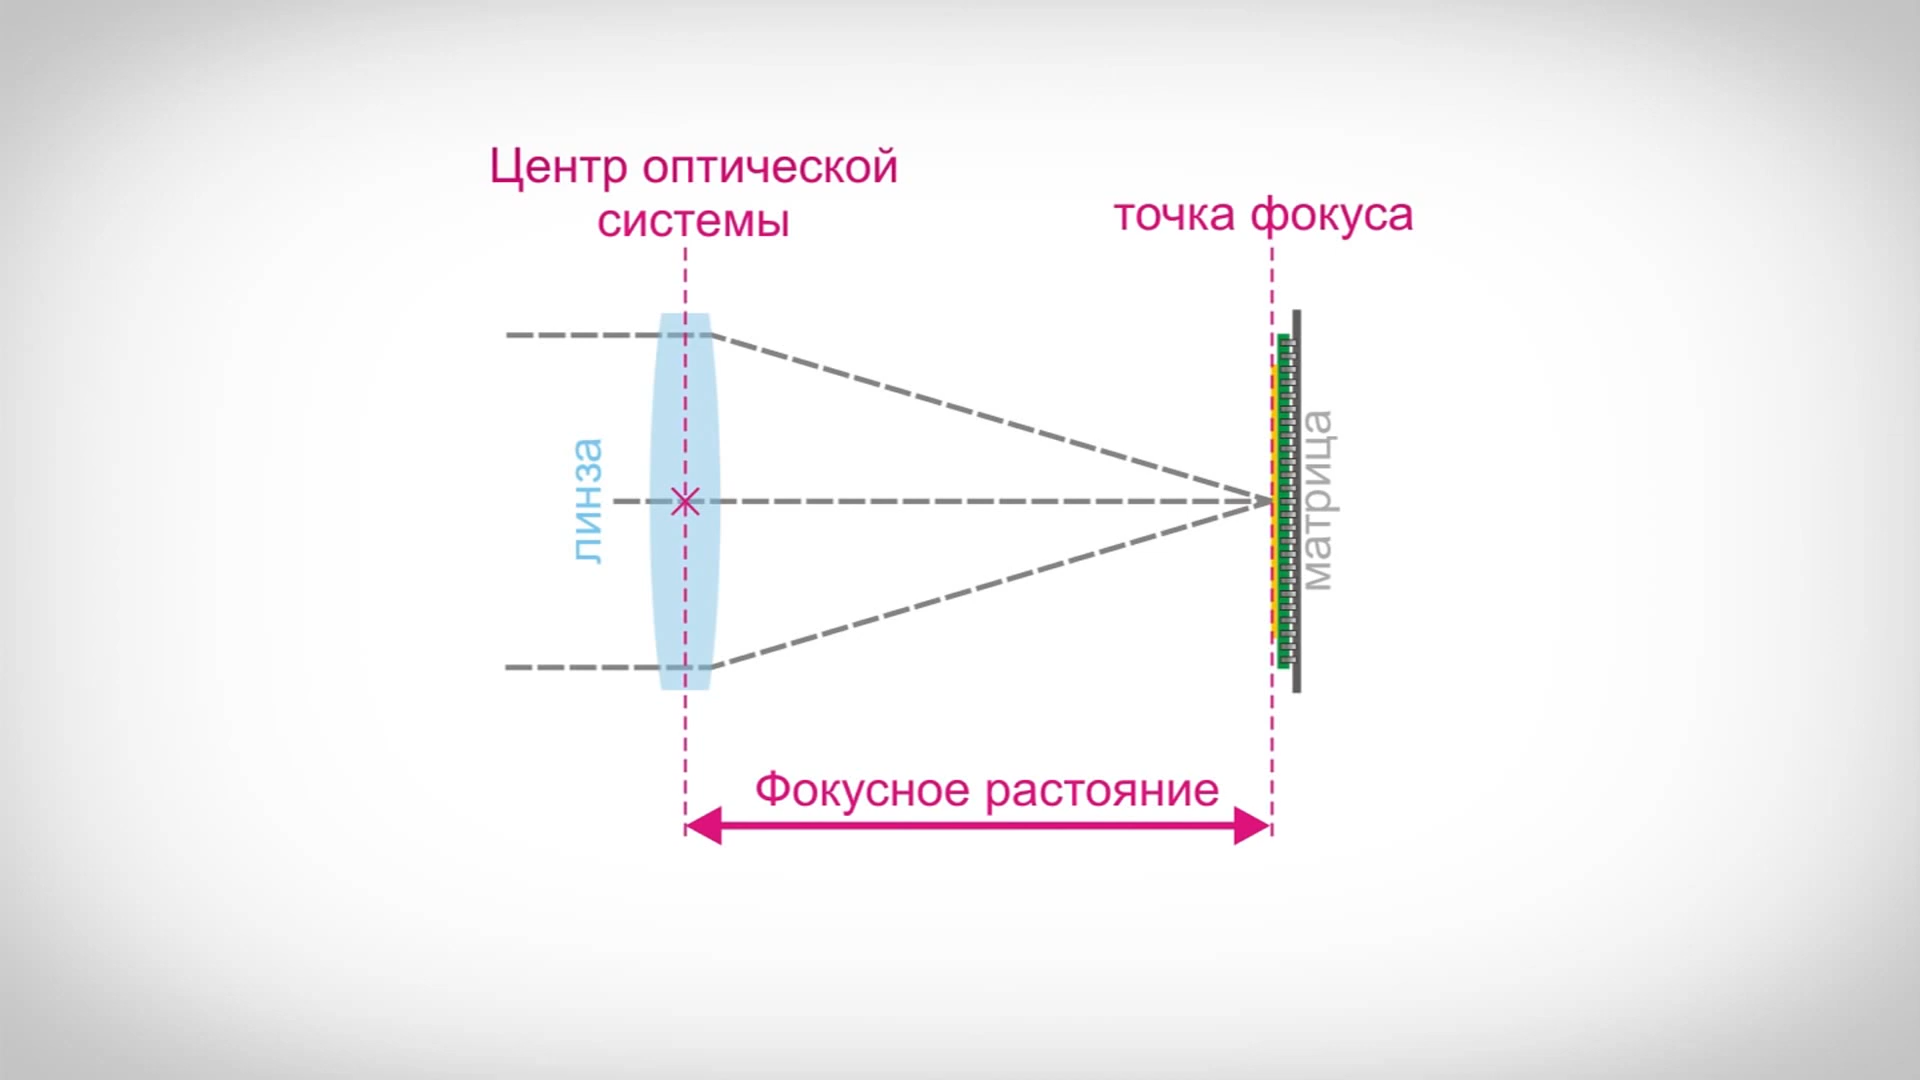 Центр оптической
системы
точка фокуса
линза
матрица
Фокусное растояние